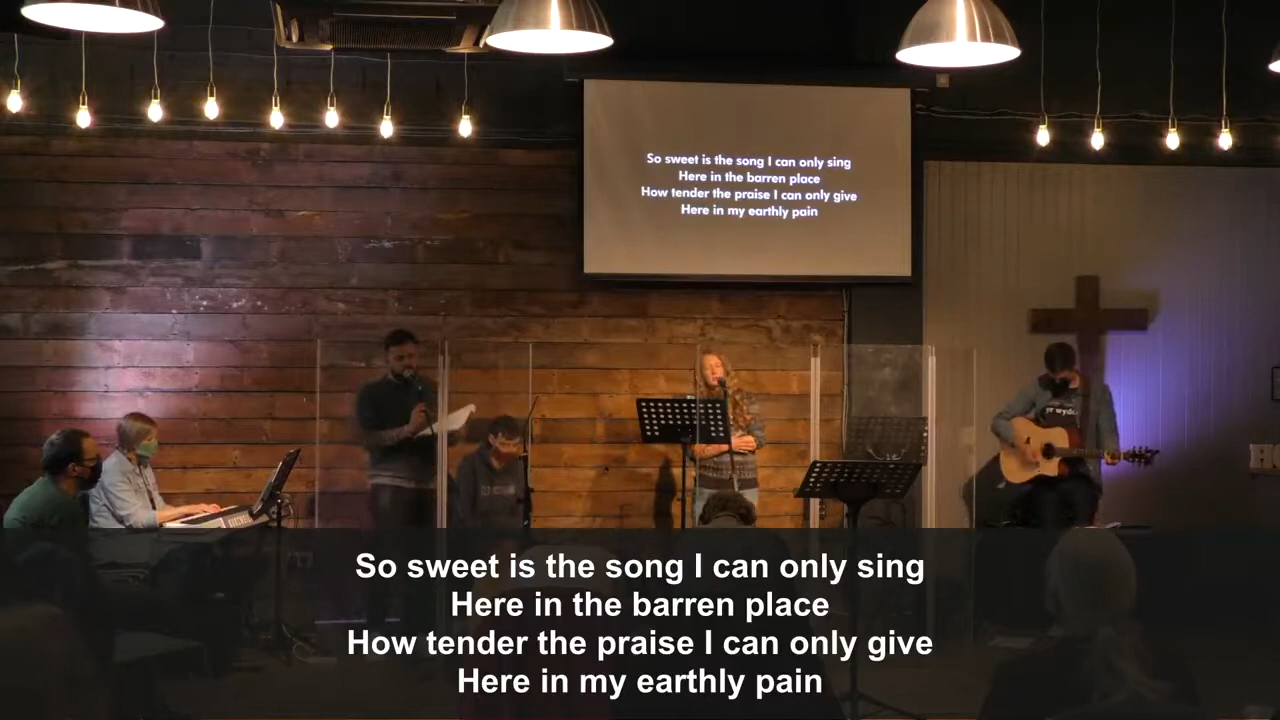 So sweet is the song I can only sing
Here in the barren place
How tender the praise I can only give
Here in my earthly pain
So sweet is the song I can only sing
Here in the barren place
How tender the praise I can only give
Here in my earthly pain